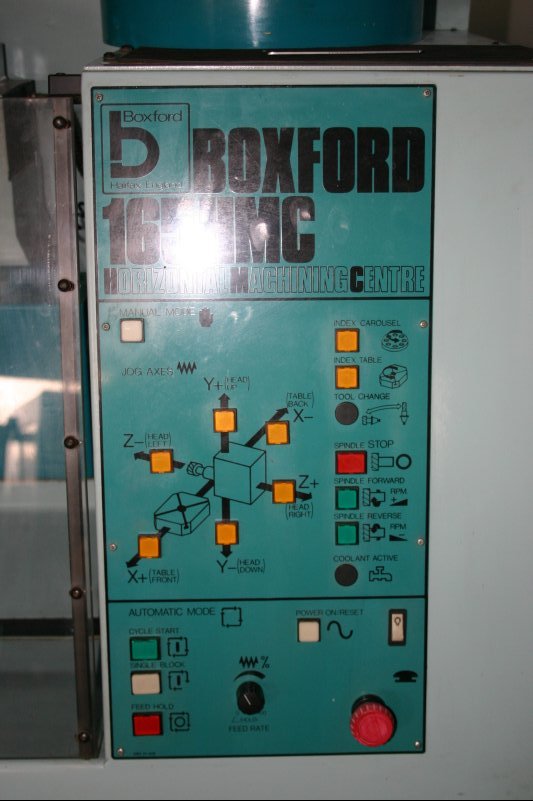 Boxford
Halifax, England
BOXFORD
HMC
HORIZONTAL MACHINING CENTRE
MANUAL MODE
INDEX CAROUSEL
INDEX TABLE
JOG AXES
TOOL CHANGE
Y+ (HEAD UP)
(TABLE BACK) X-
Z- (HEAD LEFT)
SPINDLE STOP
Z+ (HEAD RIGHT)
SPINDLE FORWARD
RPM
+
SPINDLE REVERSE
RPM
-
X+ (TABLE FRONT)
Y- (HEAD DOWN)
COOLANT ACTIVE
AUTOMATIC MODE
POWER ON/RESET
CYCLE START
SINGLE BLOCK
%
FEED HOLD
FEED RATE